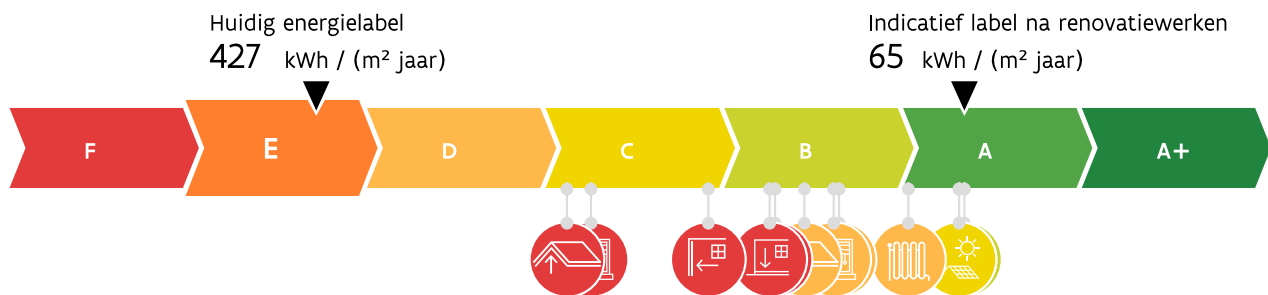 Huidig energielabel
427 kWh / (m² jaar)
Indicatief label na renovatiewerken
65 kWh / (m² jaar)
F E D C B A A+